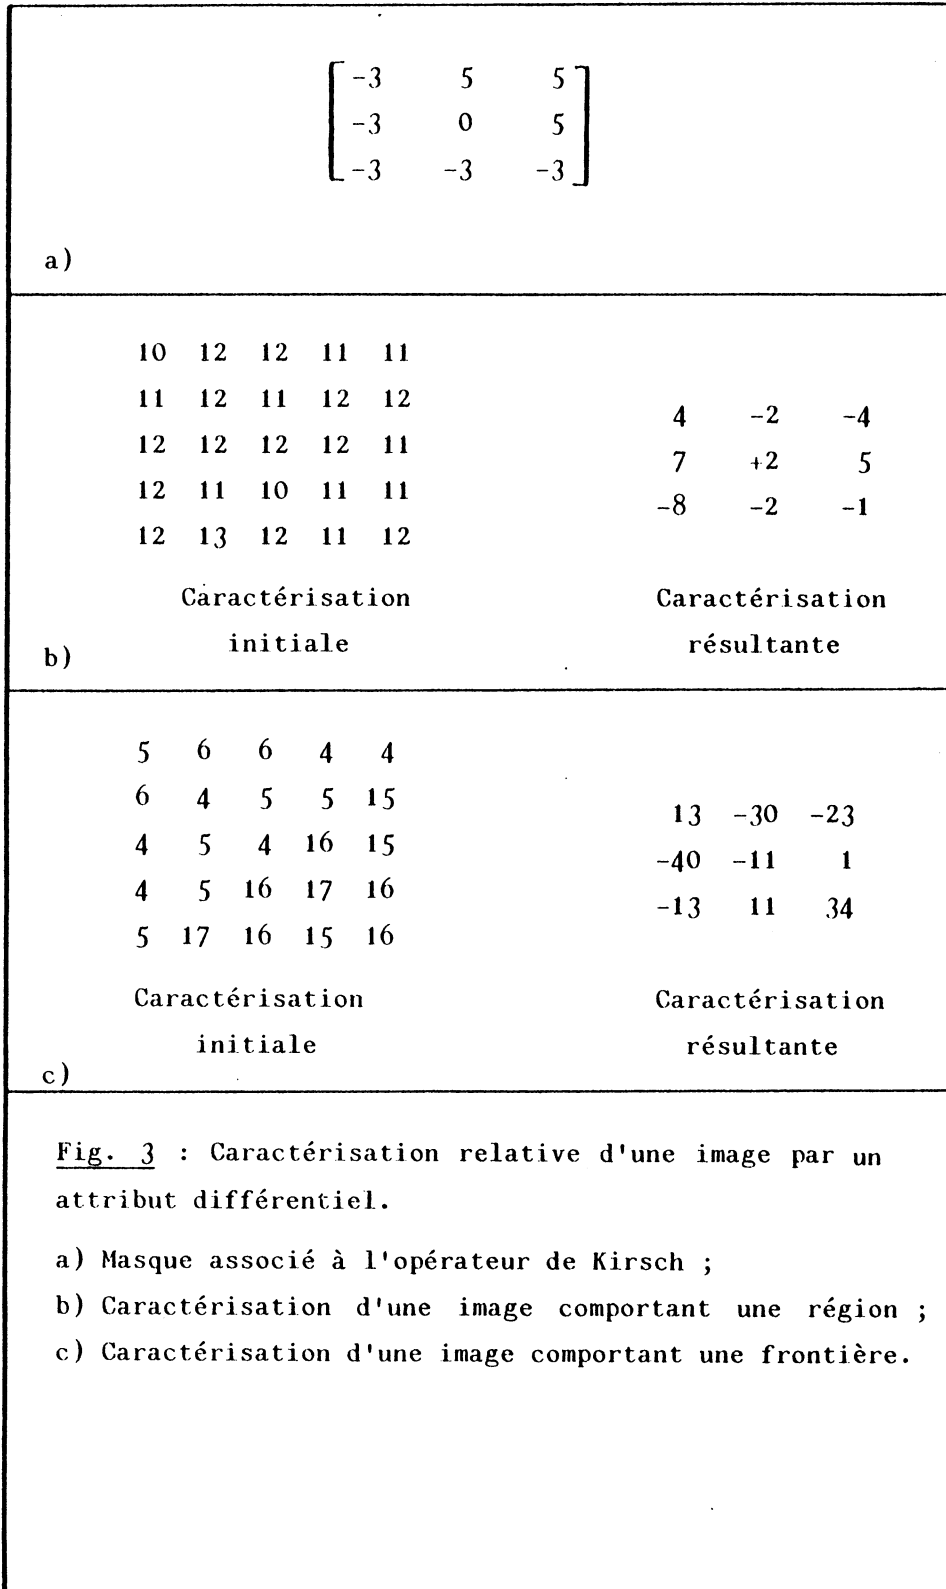 -3 5 5
-3 0 5
-3 -3 -3
a)
10 12 12 11 11
11 12 11 12 12
12 12 12 12 11
12 11 10 11 11
12 13 12 11 12
4 -2 -4
7 +2 5
-8 -2 -1
Caractérisation
initiale
Caractérisation
résultante
b)
5 6 6 4 4
6 4 5 5 15
4 5 4 16 15
4 5 16 17 16
5 17 16 15 16
13 -30 -23
-40 -11 1
-13 11 34
Caractérisation
initiale
Caractérisation
résultante
c)
Fig. 3 : Caractérisation relative d'une image par un
attribut différentiel.
a) Masque associé à l'opérateur de Kirsch ;
b) Caractérisation d'une image comportant une région ;
c) Caractérisation d'une image comportant une frontière.